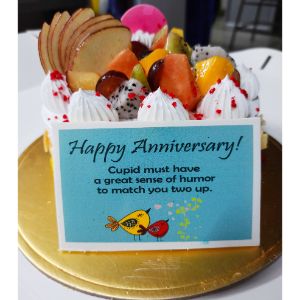 Happy Anniversary!
Cupid must have
a great sense of humor
to match you two up.